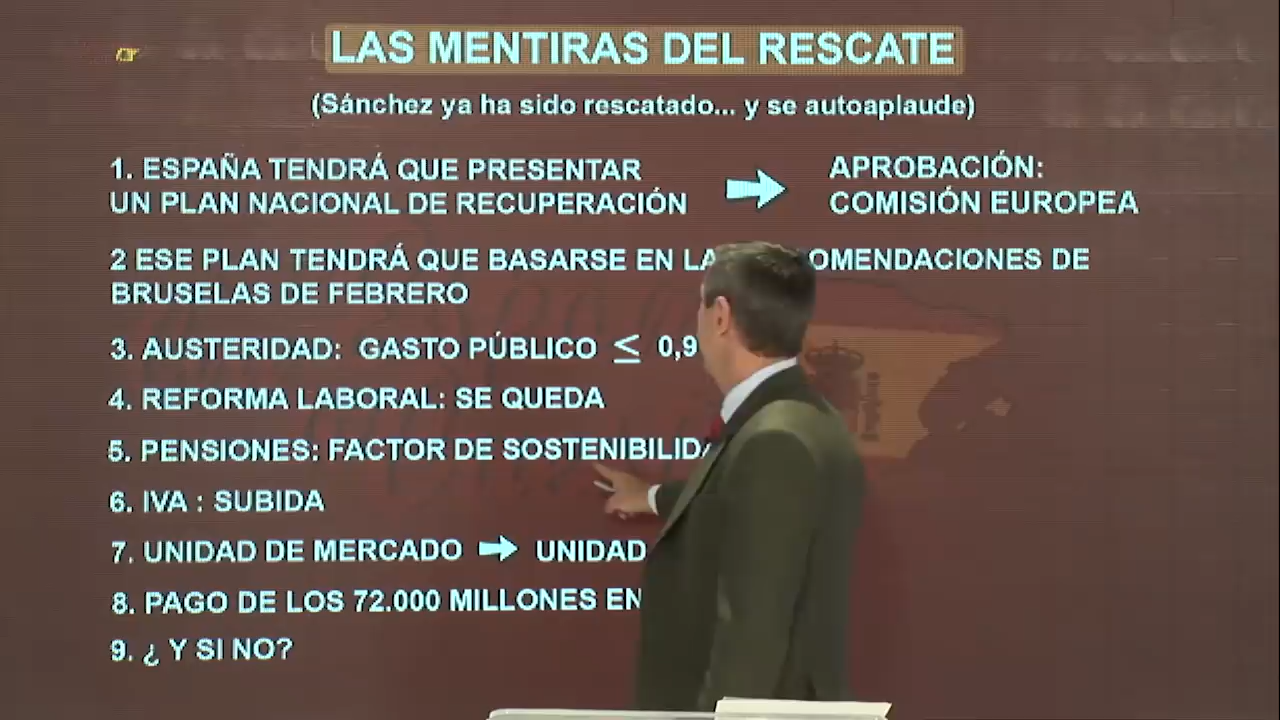 LAS MENTIRAS DEL RESCATE
(Sánchez ya ha sido rescatado... y se autoaplaude)
1. ESPAÑA TENDRÁ QUE PRESENTAR
UN PLAN NACIONAL DE RECUPERACIÓN
APROBACIÓN:
COMISIÓN EUROPEA
2 ESE PLAN TENDRÁ QUE BASARSE EN
BRUSELAS DE FEBRERO
3. AUSTERIDAD: GASTO PÚBLICO ≤ 0,9
4. REFORMA LABORAL: SE QUEDA
5. PENSIONES: FACTOR DE
6. IVA : SUBIDA
7. UNIDAD DE MERCADO UNIDAD
8. PAGO DE LOS 72.000 MILLONES EN
9. ¿ Y SI NO?